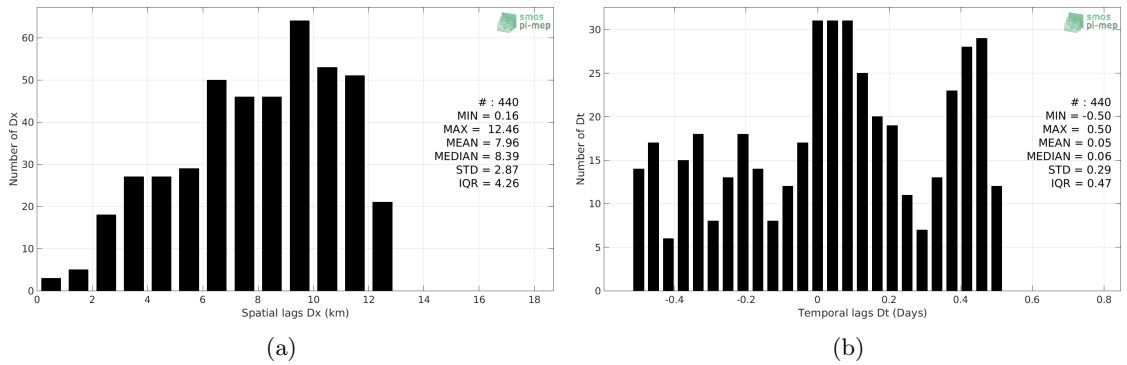 smos
pi-mep
60
50
40
30
20
10
0
Number of Dx
# : 440
MIN = 0.16
MAX = 12.46
MEAN = 7.96
MEDIAN = 8.39
STD = 2.87
IQR = 4.26
0 2 4 6 8 10 12 14 16 18
Spatial lags Dx (km)
(a)
smos
pi-mep
30
25
20
15
10
5
0
Number of Dt
# : 440
MIN = -0.50
MAX = 0.50
MEAN = 0.05
MEDIAN = 0.06
STD = 0.29
IQR = 0.47
-0.4 -0.2 0 0.2 0.4 0.6 0.8
Temporal lags Dt (Days)
(b)